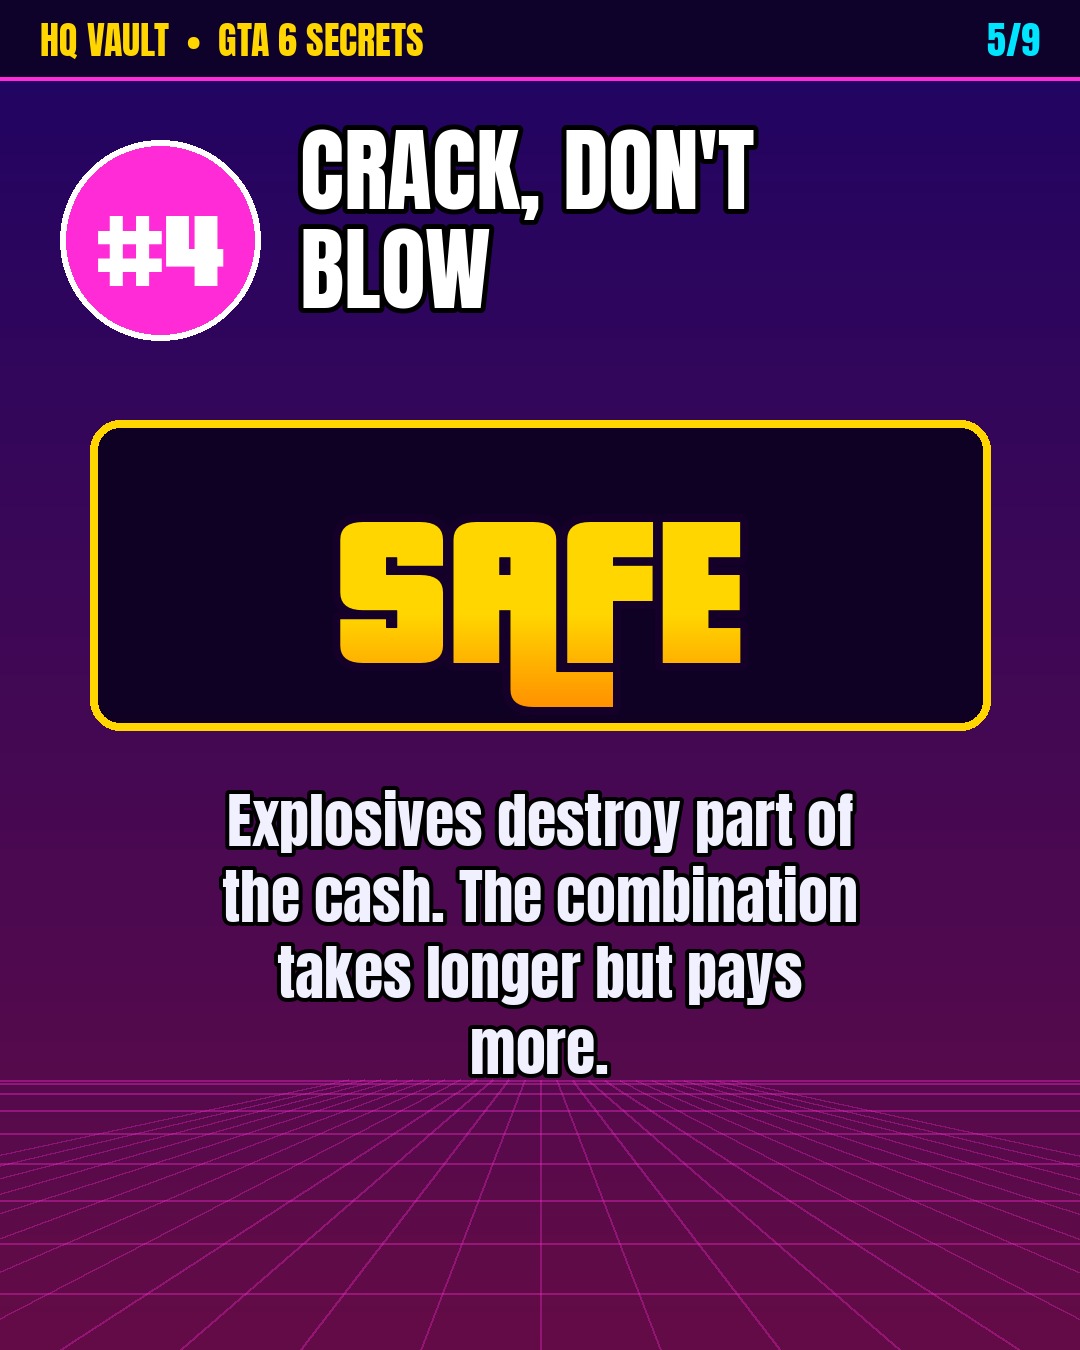 HQ VAULT • GTA 6 SECRETS
5/9
#4
CRACK, DON'T
BLOW
SAFE
Explosives destroy part of
the cash. The combination
takes longer but pays
more.